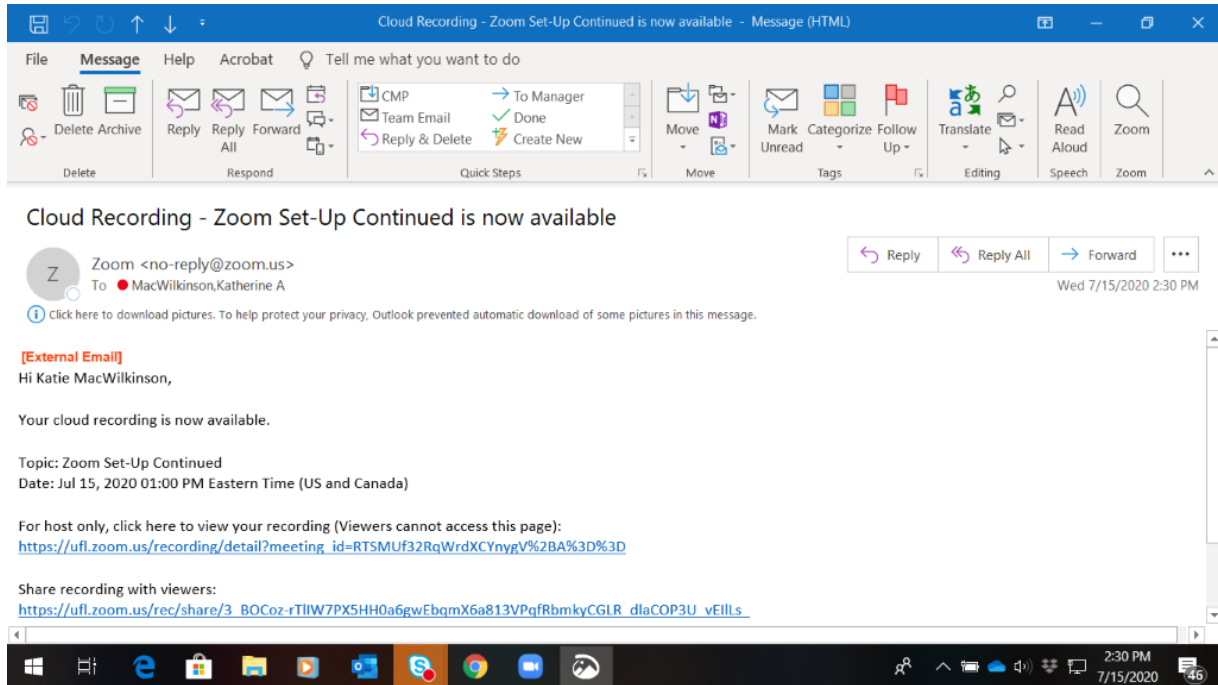 Cloud Recording - Zoom Set-Up Continued is now available - Message (HTML)
File Message Help Acrobat Tell me what you want to do
Delete Archive
Reply Reply All Forward
CMP To Manager
Team Email Done
Reply & Delete Create New
Move
Mark Unread Categorize Follow Up
Translate
Read Aloud
Zoom
Delete Respond Quick Steps Move Tags Editing Speech Zoom
Cloud Recording - Zoom Set-Up Continued is now available
Z
Zoom <no-reply@zoom.us>
To MacWilkinson,Katherine A
Reply Reply All Forward
Wed 7/15/2020 2:30 PM
Click here to download pictures. To help protect your privacy, Outlook prevented automatic download of some pictures in this message.
[External Email]
Hi Katie MacWilkinson,
Your cloud recording is now available.
Topic: Zoom Set-Up Continued
Date: Jul 15, 2020 01:00 PM Eastern Time (US and Canada)
For host only, click here to view your recording (Viewers cannot access this page):
https://ufl.zoom.us/recording/detail?meeting_id=RTSMUf32RqWrdXCYnygV%2BA%3D%3D
Share recording with viewers:
https://ufl.zoom.us/rec/share/3_BOCoz-rTlIW7PX5HH0a6gwEbqmX6a813VPqfRbmkyCGLR_dlaCOP3U_vEIlLs_
2:30 PM
7/15/2020
46